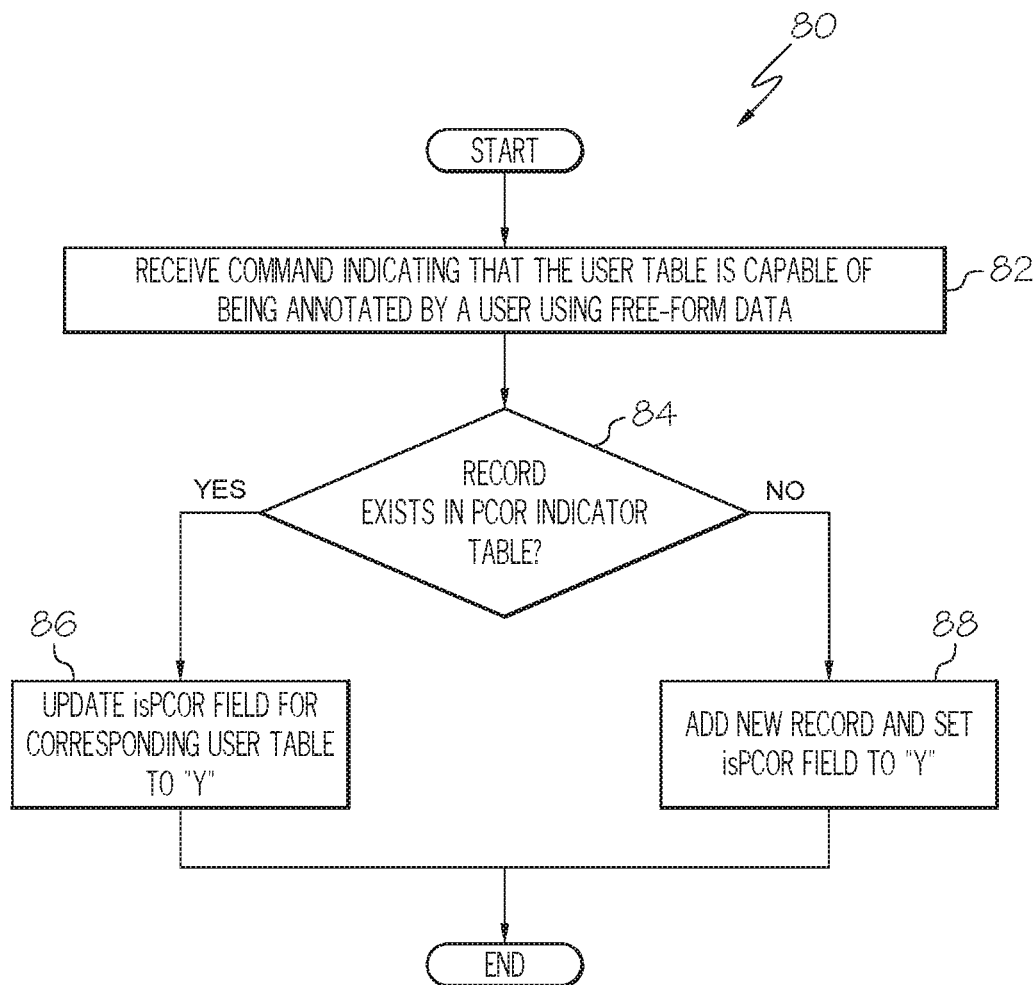 80
START
RECEIVE COMMAND INDICATING THAT THE USER TABLE IS CAPABLE OF
BEING ANNOTATED BY A USER USING FREE-FORM DATA
82
84
RECORD
EXISTS IN PCOR INDICATOR
TABLE?
YES
NO
86
UPDATE isPCOR FIELD FOR
CORRESPONDING USER TABLE
TO "Y"
88
ADD NEW RECORD AND SET
isPCOR FIELD TO "Y"
END